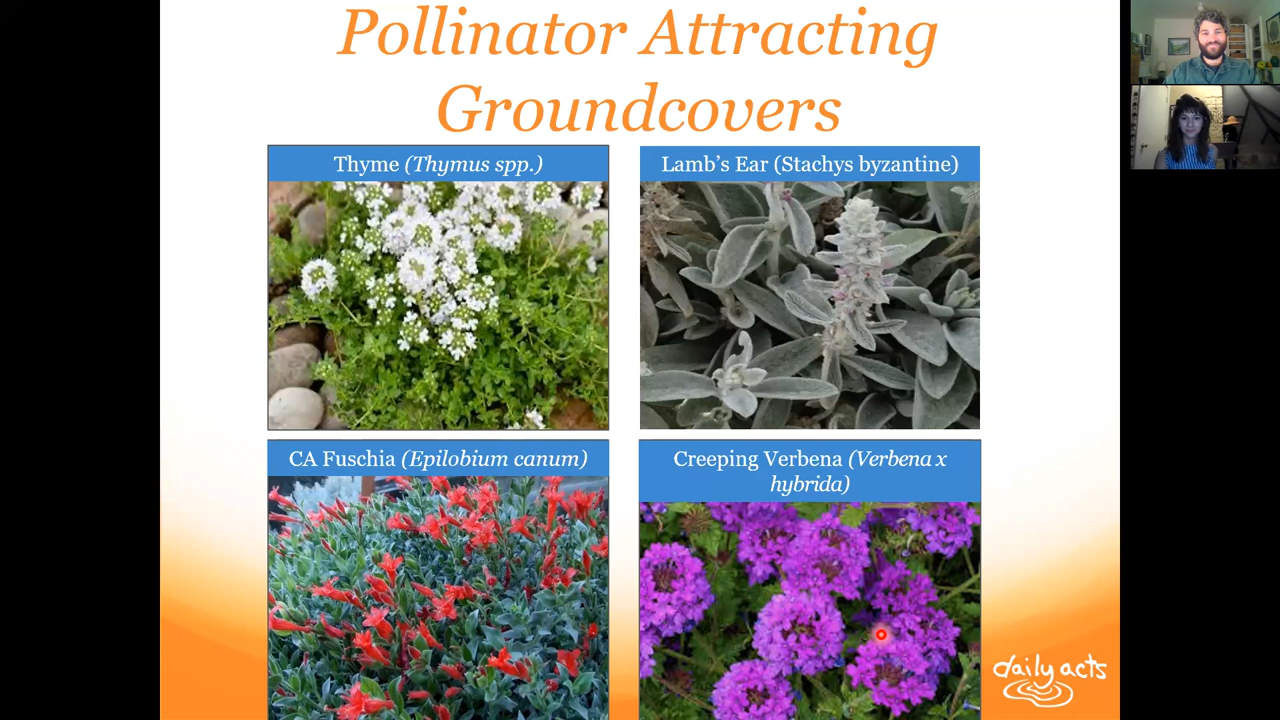 Pollinator Attracting
Groundcovers
Thyme (Thymus spp.)
Lamb's Ear (Stachys byzantine)
CA Fuschia (Epilobium canum)
Creeping Verbena (Verbena x
hybrida)
daily acts